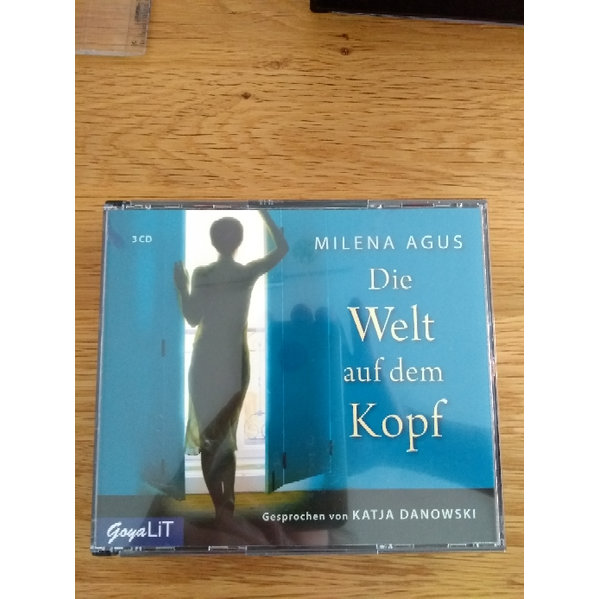 3 CD
MILENA AGUS
Die
Welt
auf dem
Kopf
Gesprochen von KATJA DANOWSKI
GoyaLiT